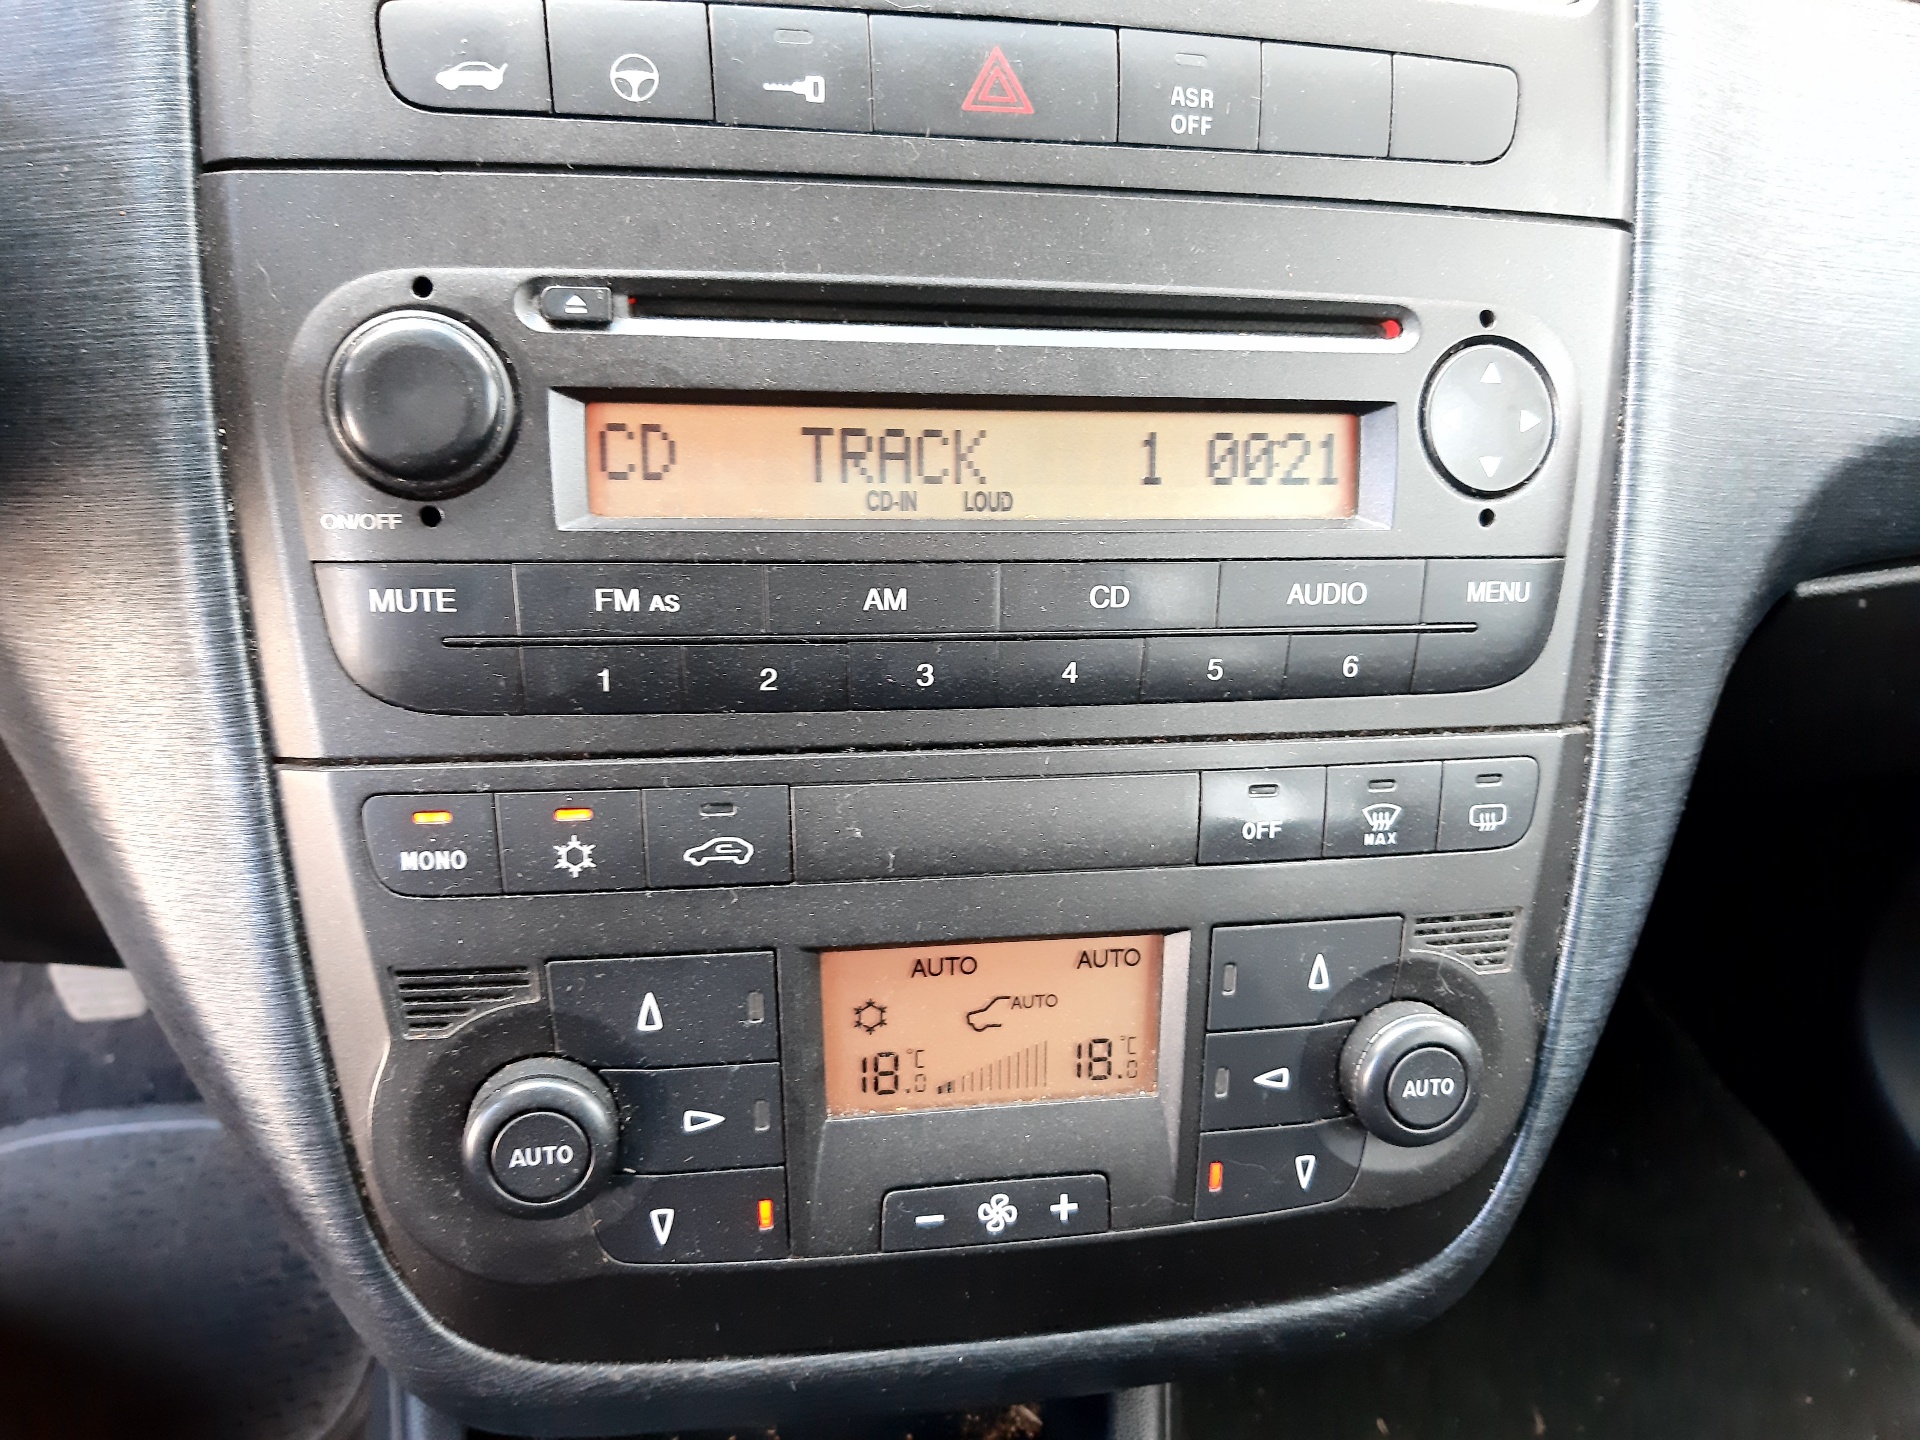 ASR
OFF
CD TRACK 1 00:21
CD-IN LOUD
ON/OFF
MUTE FM AS AM CD AUDIO MENU
1 2 3 4 5 6
MONO OFF MAX
AUTO AUTO
AUTO
18.0 °C 18.0 °C
AUTO AUTO
- +